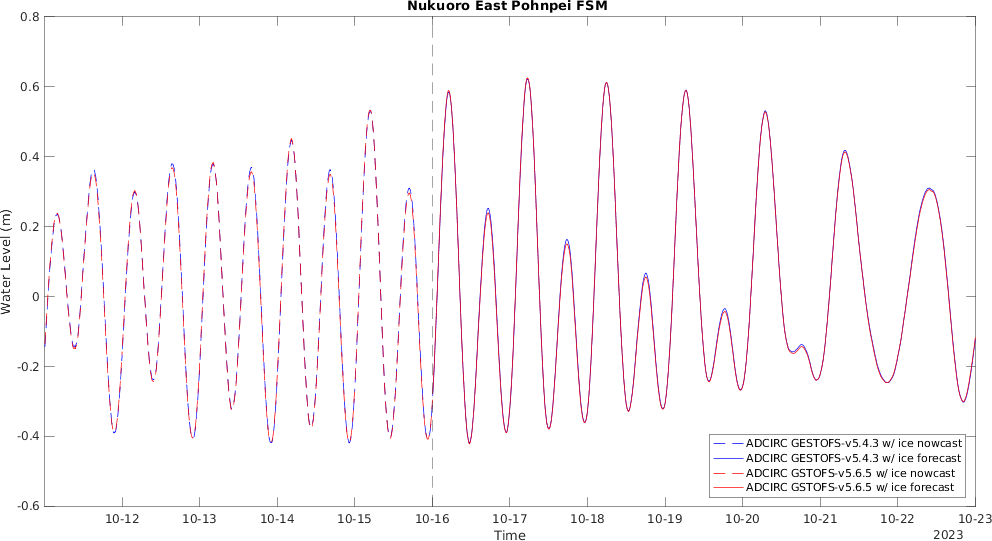 Nukuoro East Pohnpei FSM
0.8
0.6
0.4
0.2
0
-0.2
-0.4
-0.6
Water Level (m)
ADCIRC GESTOFS-v5.4.3 w/ ice nowcast
ADCIRC GESTOFS-v5.4.3 w/ ice forecast
ADCIRC GSTOFS-v5.6.5 w/ ice nowcast
ADCIRC GSTOFS-v5.6.5 w/ ice forecast
10-12 10-13 10-14 10-15 10-16 10-17 10-18 10-19 10-20 10-21 10-22 10-23
Time
2023